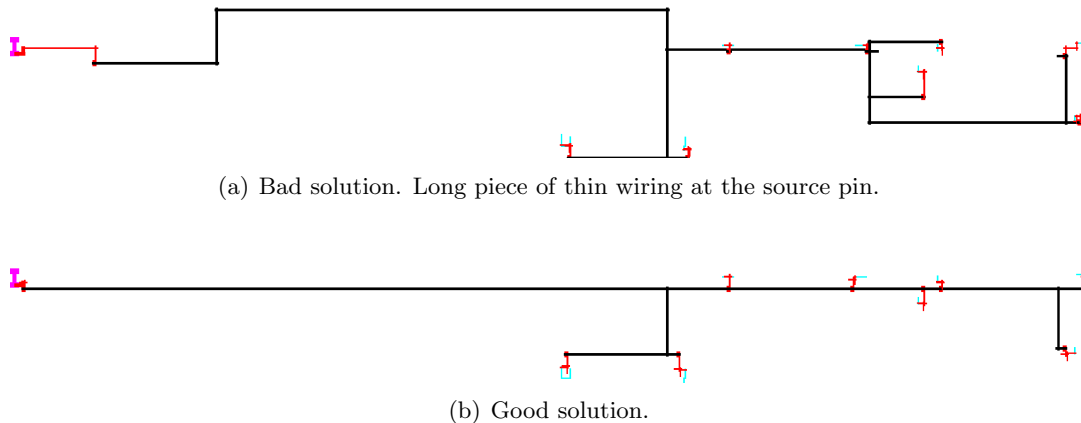 (a) Bad solution. Long piece of thin wiring at the source pin.
(b) Good solution.